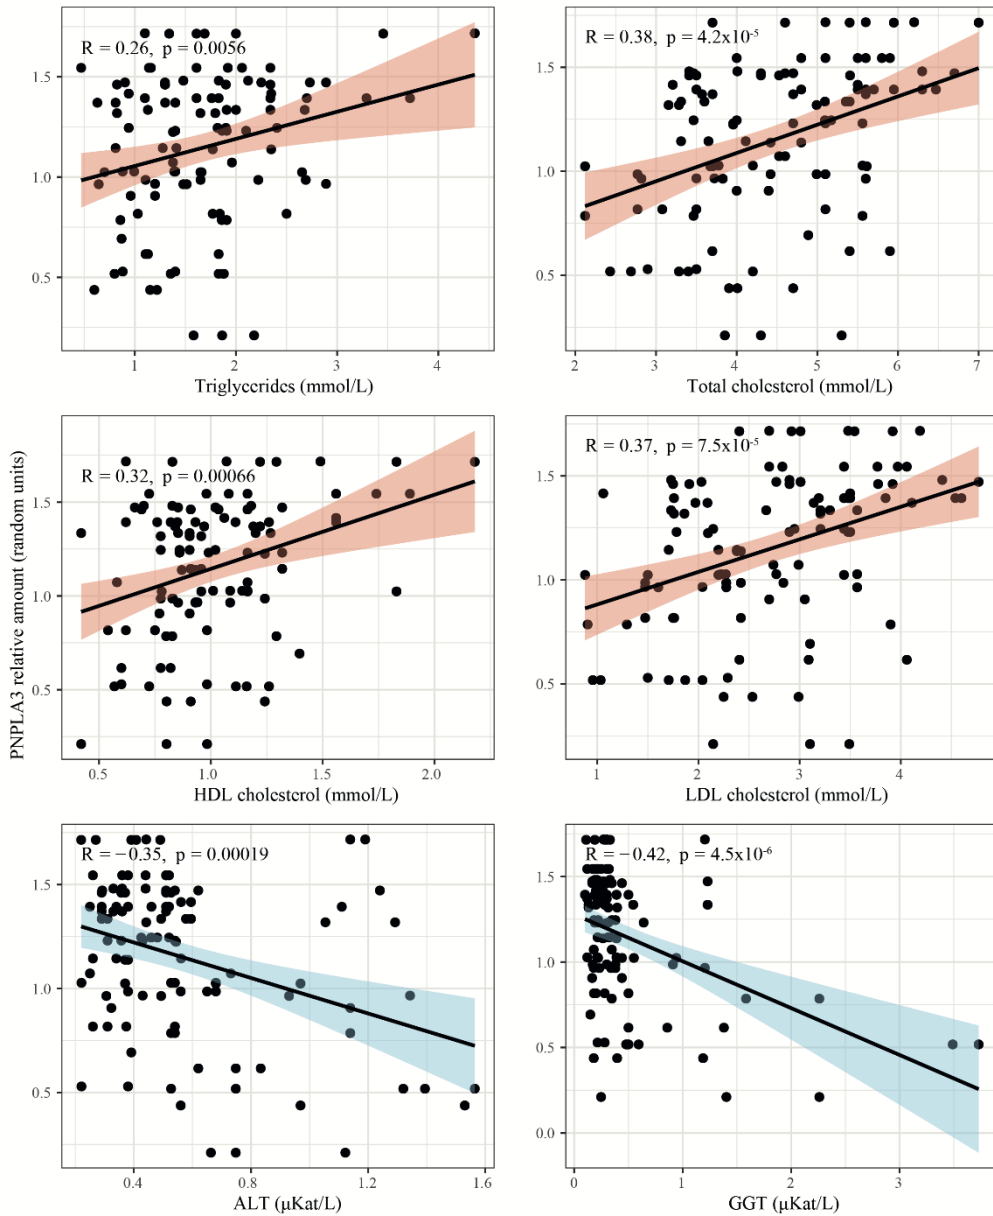 R = 0.26, p = 0.0056
1.5
1.0
0.5
1 2 3 4
Triglycerides (mmol/L)
R = 0.38, p = 4.2x10⁻⁵
1.5
1.0
0.5
2 3 4 5 6 7
Total cholesterol (mmol/L)
PNPLA3 relative amount (random units)
R = 0.32, p = 0.00066
1.5
1.0
0.5
0.5 1.0 1.5 2.0
HDL cholesterol (mmol/L)
R = 0.37, p = 7.5x10⁻⁵
1.5
1.0
0.5
1 2 3 4
LDL cholesterol (mmol/L)
R = −0.35, p = 0.00019
1.5
1.0
0.5
0.4 0.8 1.2 1.6
ALT (μKat/L)
R = −0.42, p = 4.5x10⁻⁶
1.5
1.0
0.5
0.0
0 1 2 3
GGT (μKat/L)